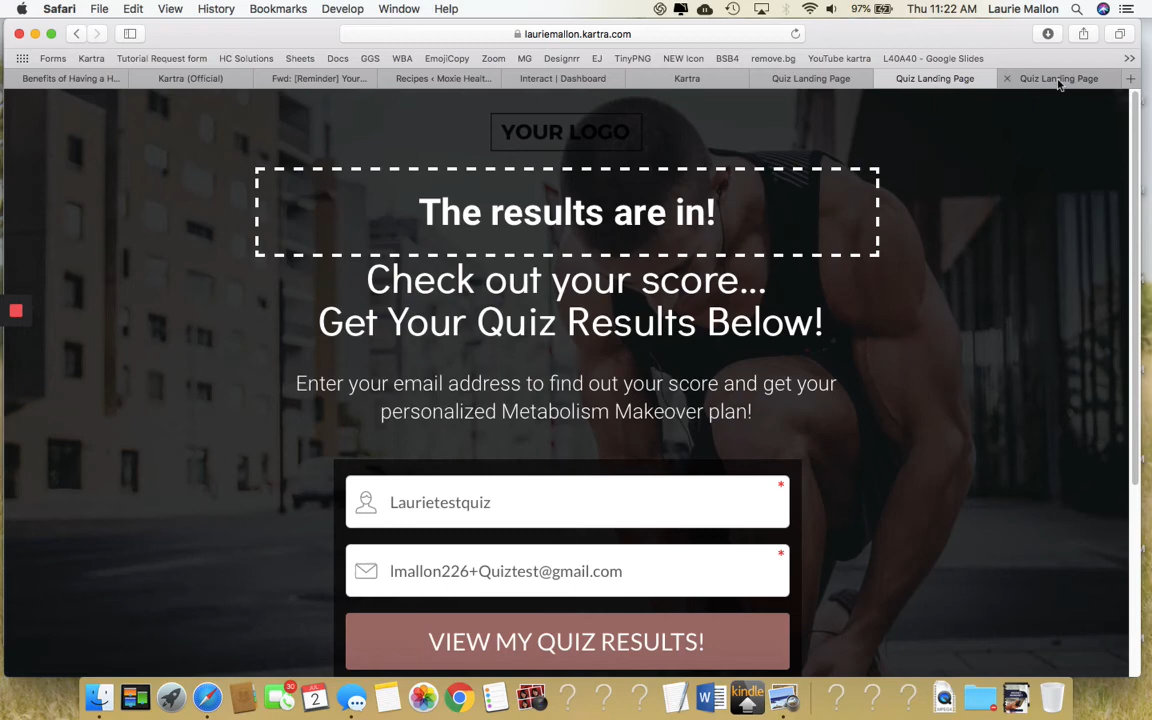 Safari File Edit View History Bookmarks Develop Window Help 97% Thu 11:22 AM Laurie Mallon
lauriemallon.kartra.com
Forms Kartra Tutorial Request form HC Solutions Sheets Docs GGS WBA EmojiCopy Zoom MG Designrr EJ TinyPNG NEW Icon BSB4 remove.bg YouTube kartra L40A40 - Google Slides
Benefits of Having a H... Kartra (Official) Fwd: [Reminder] Your... Recipes ‹ Moxie Healt... Interact | Dashboard Kartra Quiz Landing Page Quiz Landing Page Quiz Landing Page
YOUR LOGO
The results are in!
Check out your score...
Get Your Quiz Results Below!
Enter your email address to find out your score and get your
personalized Metabolism Makeover plan!
Laurietestquiz *
lmallon226+Quiztest@gmail.com *
VIEW MY QUIZ RESULTS!
30
JUL
2
W
kindle